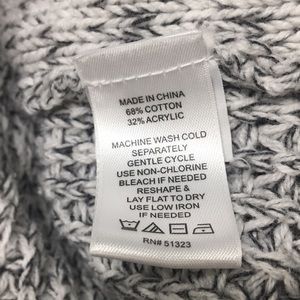 MADE IN CHINA
68% COTTON
32% ACRYLIC
MACHINE WASH COLD
SEPARATELY
GENTLE CYCLE
USE NON-CHLORINE
BLEACH IF NEEDED
RESHAPE &
LAY FLAT TO DRY
USE LOW IRON
IF NEEDED
RN# 51323